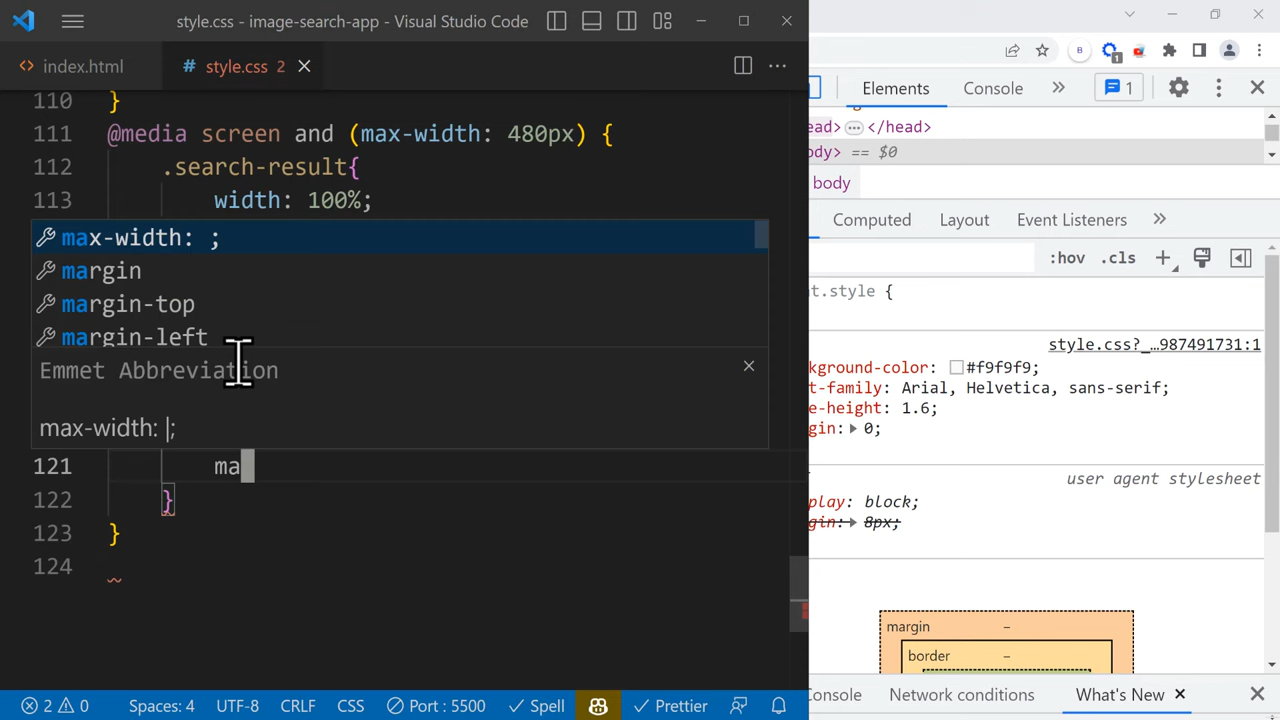 style.css - image-search-app - Visual Studio Code
index.html
style.css 2
110 }
111 @media screen and (max-width: 480px) {
112 .search-result{
113 width: 100%;
max-width: ;
margin
margin-top
margin-left
Emmet Abbreviation
max-width: |;
121 ma
122 }
123 }
124
2 0 Spaces: 4 UTF-8 CRLF CSS Port : 5500 Spell Prettier
B 1
Elements Console 1
ead> </head>
ody> == $0
body
Computed Layout Event Listeners
:hov .cls
nt.style {
style.css?_…987491731:1
kground-color: #f9f9f9;
t-family: Arial, Helvetica, sans-serif;
e-height: 1.6;
gin: 0;
user agent stylesheet
play: block;
gin: 8px;
margin –
border –
onsole Network conditions What's New